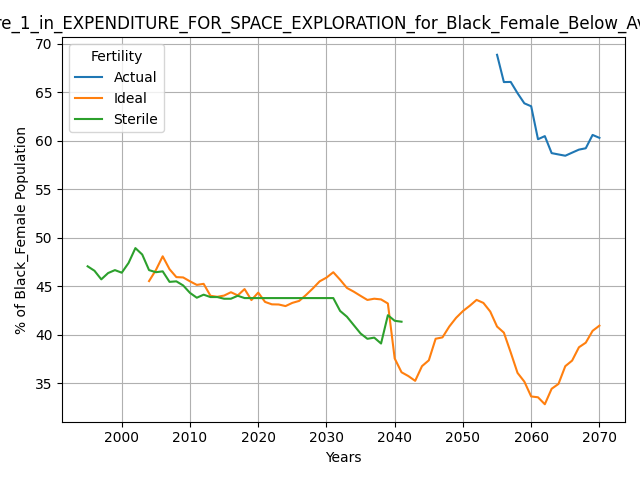 re_1_in_EXPENDITURE_FOR_SPACE_EXPLORATION_for_Black_Female_Below_Av
Fertility
Actual
Ideal
Sterile
% of Black_Female Population
70
65
60
55
50
45
40
35
2000 2010 2020 2030 2040 2050 2060 2070
Years